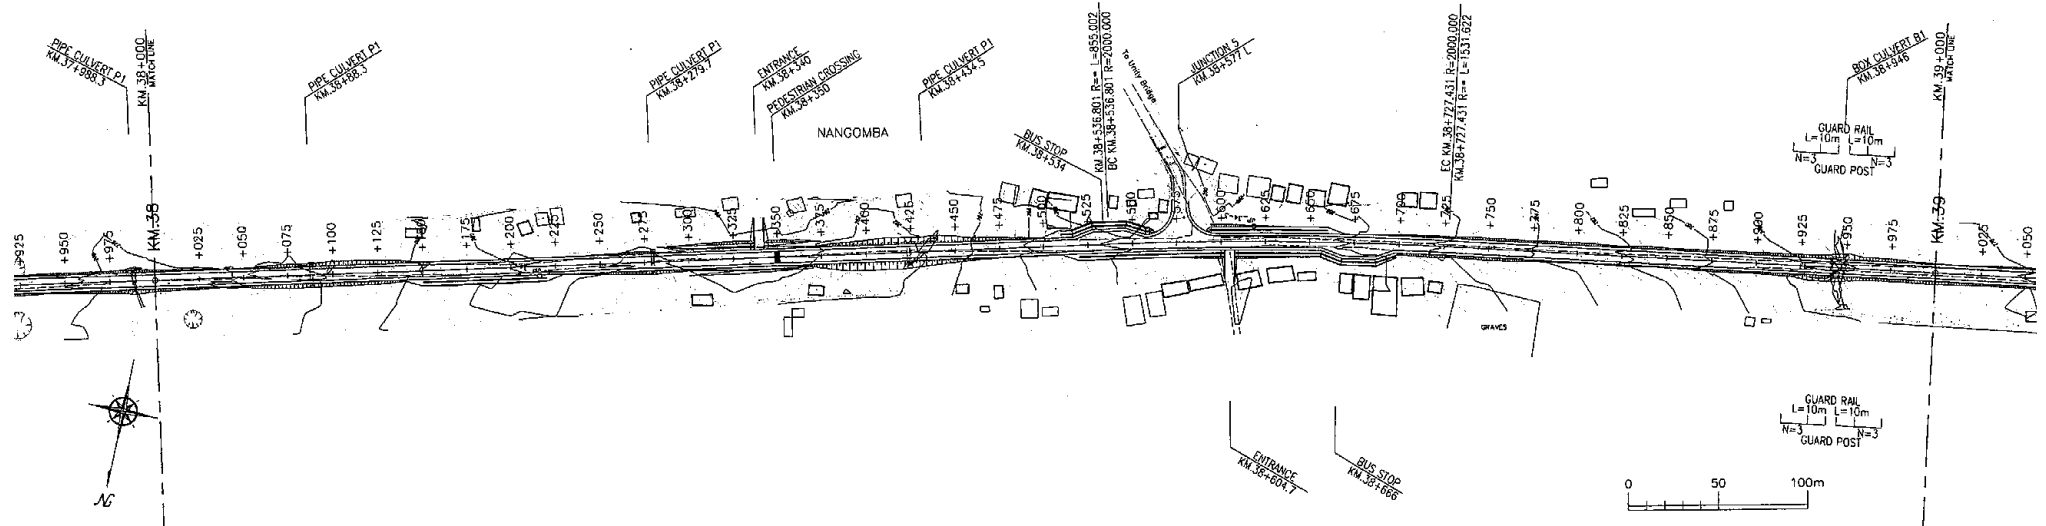 PIPE CULVERT P1
KM.37+988.3
KM.38+000
MATCH LINE
PIPE CULVERT P1
KM.38+88.3
PIPE CULVERT P1
KM.38+279.7
ENTRANCE
KM.38+340
PEDESTRIAN CROSSING
KM.38+350
NANGOMBA
PIPE CULVERT P1
KM.38+434.5
BUS STOP
KM.38+534
KM.38+536.801 R=∞ L=855.002
BC KM.38+536.801 R=2000.000
To Unity Bridge
JUNCTION 5
KM.38+577 L
EC KM.38+727.431 R=2000.000
KM.38+727.431 R=∞ L=1531.622
BOX CULVERT B1
KM.38+946
KM.39+000
MATCH LINE
GUARD RAIL
L=10m L=10m
N=3 N=3
GUARD POST
+925
+950
+975
KM.38
+025
+050
+075
+100
+125
+175
+200
+225
+250
+275
+300
+325
+350
+375
+400
+425
+450
+475
+500
+525
+550
+575
+600
+625
+675
+700
+725
+750
+775
+800
+825
+850
+875
+900
+925
+950
+975
KM.39
+025
+050
GRAVES
GUARD RAIL
L=10m L=10m
N=3 N=3
GUARD POST
ENTRANCE
KM.38+604.7
BUS STOP
KM.38+666
N
0 50 100m